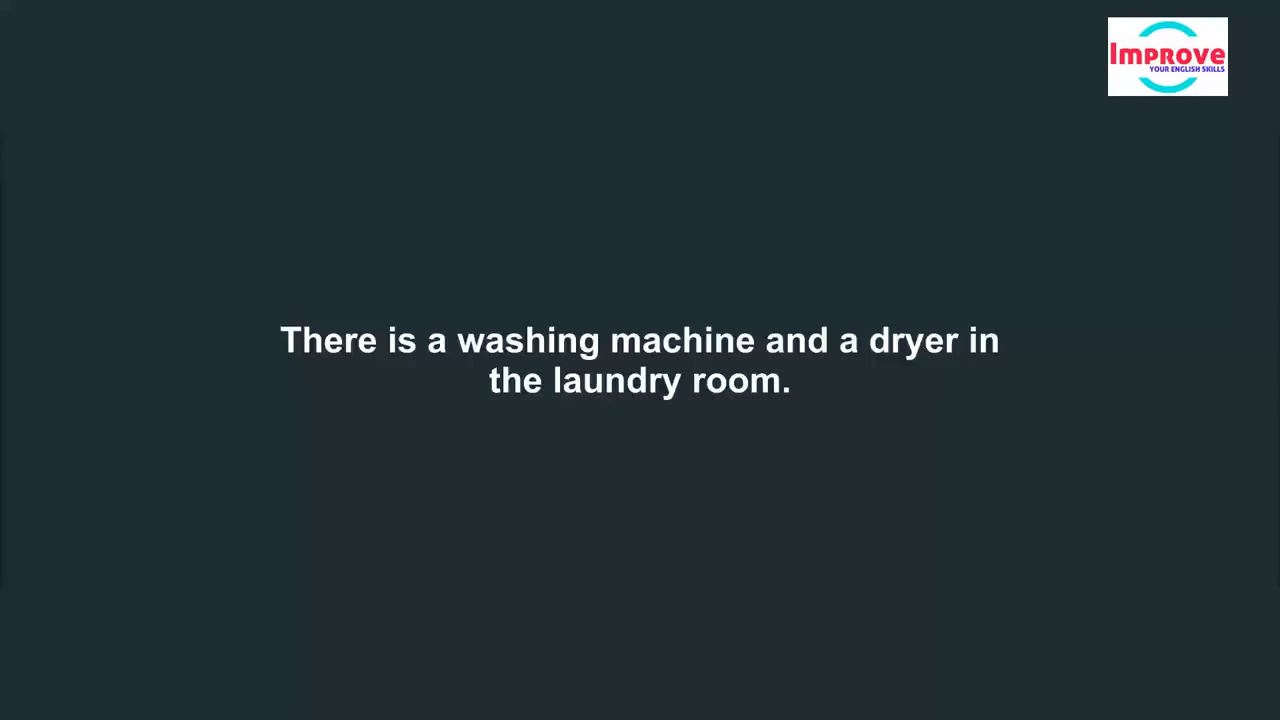 Improve
YOUR ENGLISH SKILLS
There is a washing machine and a dryer in
the laundry room.